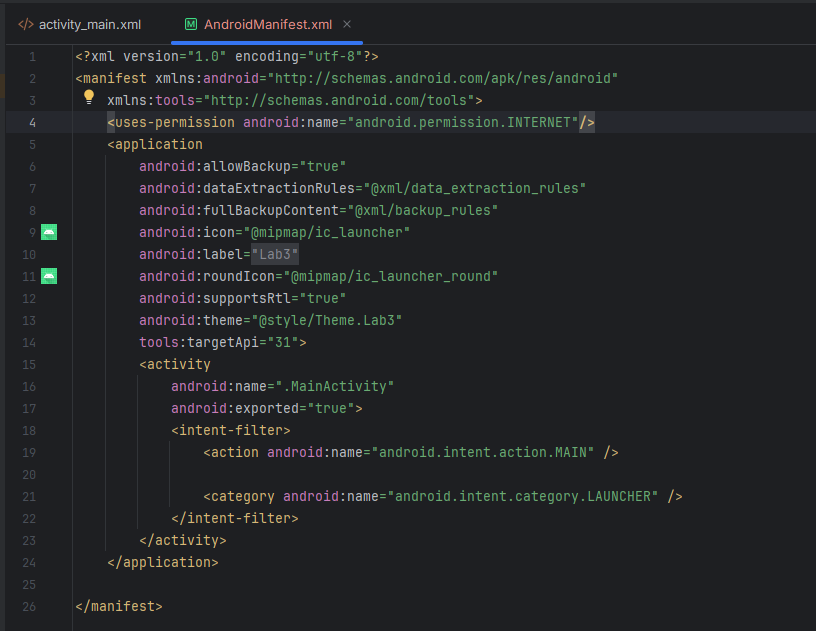 activity_main.xml
AndroidManifest.xml
1 <?xml version="1.0" encoding="utf-8"?>
2 <manifest xmlns:android="http://schemas.android.com/apk/res/android"
3     xmlns:tools="http://schemas.android.com/tools">
4     <uses-permission android:name="android.permission.INTERNET"/>
5     <application
6         android:allowBackup="true"
7         android:dataExtractionRules="@xml/data_extraction_rules"
8         android:fullBackupContent="@xml/backup_rules"
9         android:icon="@mipmap/ic_launcher"
10         android:label="Lab3"
11         android:roundIcon="@mipmap/ic_launcher_round"
12         android:supportsRtl="true"
13         android:theme="@style/Theme.Lab3"
14         tools:targetApi="31">
15         <activity
16             android:name=".MainActivity"
17             android:exported="true">
18             <intent-filter>
19                 <action android:name="android.intent.action.MAIN" />
20
21                 <category android:name="android.intent.category.LAUNCHER" />
22             </intent-filter>
23         </activity>
24     </application>
25
26 </manifest>